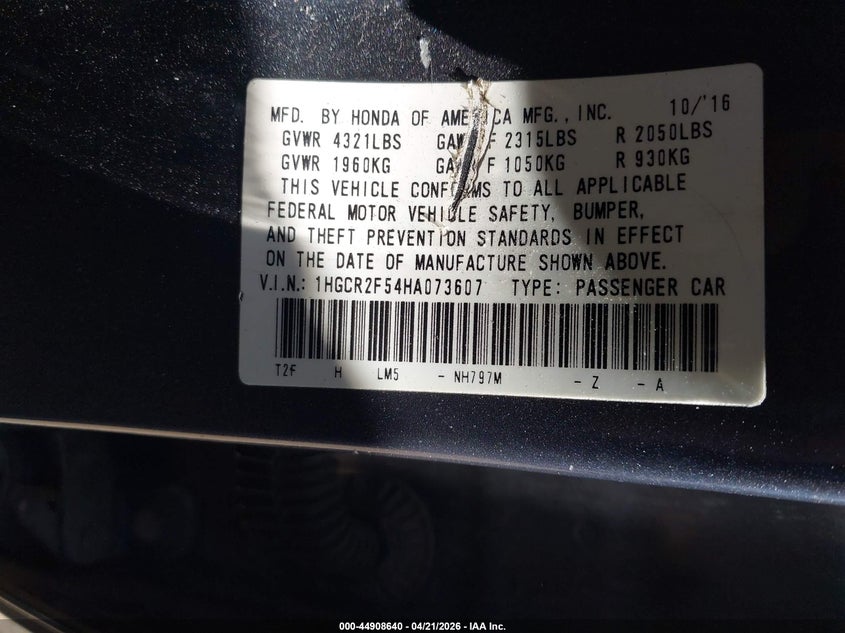 MFD. BY HONDA OF AMERICA MFG., INC. 10/'16
GVWR 4321LBS GAWR F 2315LBS R 2050LBS
GVWR 1960KG GAWR F 1050KG R 930KG
THIS VEHICLE CONFORMS TO ALL APPLICABLE
FEDERAL MOTOR VEHICLE SAFETY, BUMPER,
AND THEFT PREVENTION STANDARDS IN EFFECT
ON THE DATE OF MANUFACTURE SHOWN ABOVE.
V.I.N.: 1HGCR2F54HA073607 TYPE: PASSENGER CAR
T2F H LM5 - NH797M - Z - A
000-44908640 - 04/21/2026 - IAA Inc.